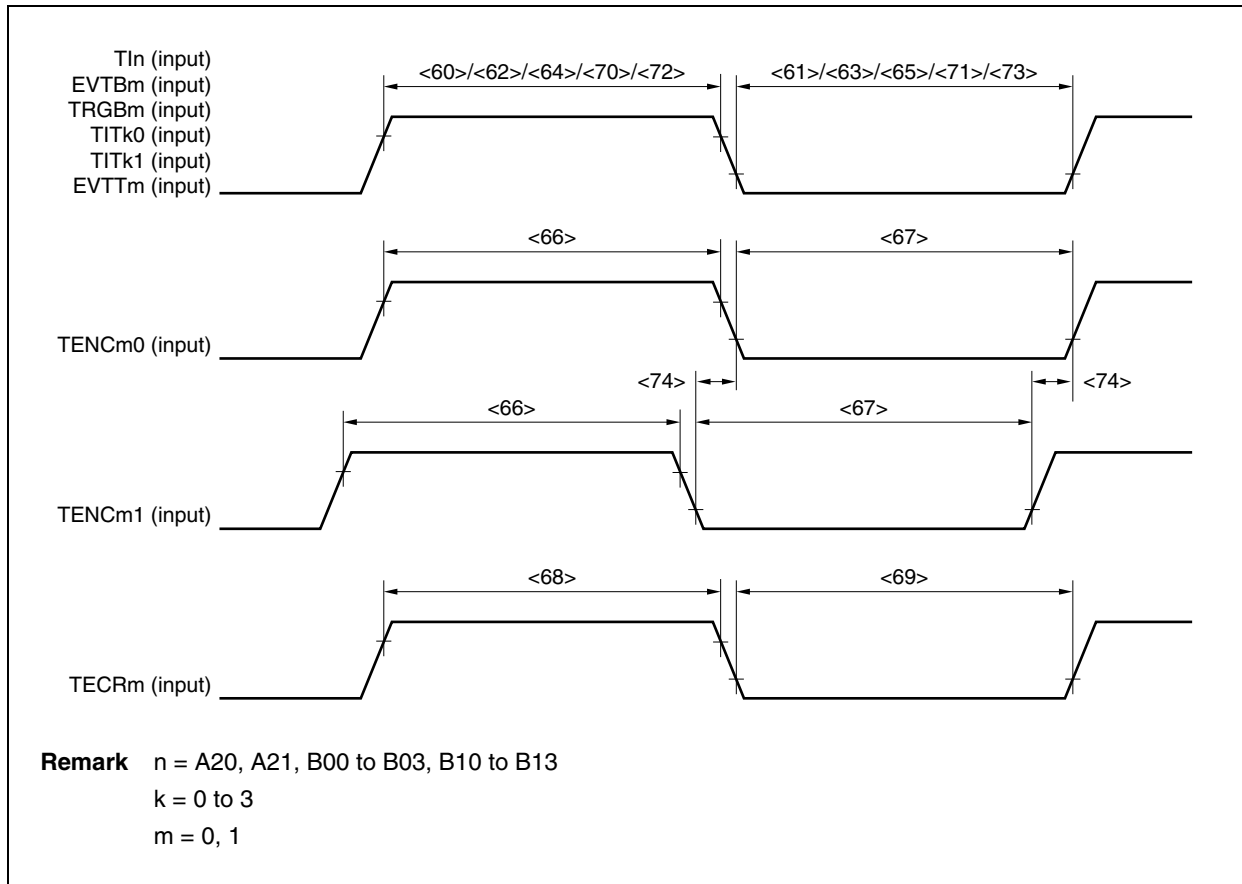 TIn (input)
EVTBm (input)
TRGBm (input)
TITk0 (input)
TITk1 (input)
EVTTm (input)
<60>/<62>/<64>/<70>/<72>
<61>/<63>/<65>/<71>/<73>
<66>
<67>
TENCm0 (input)
<74>
<74>
<66>
<67>
TENCm1 (input)
<68>
<69>
TECRm (input)
Remark n = A20, A21, B00 to B03, B10 to B13
k = 0 to 3
m = 0, 1